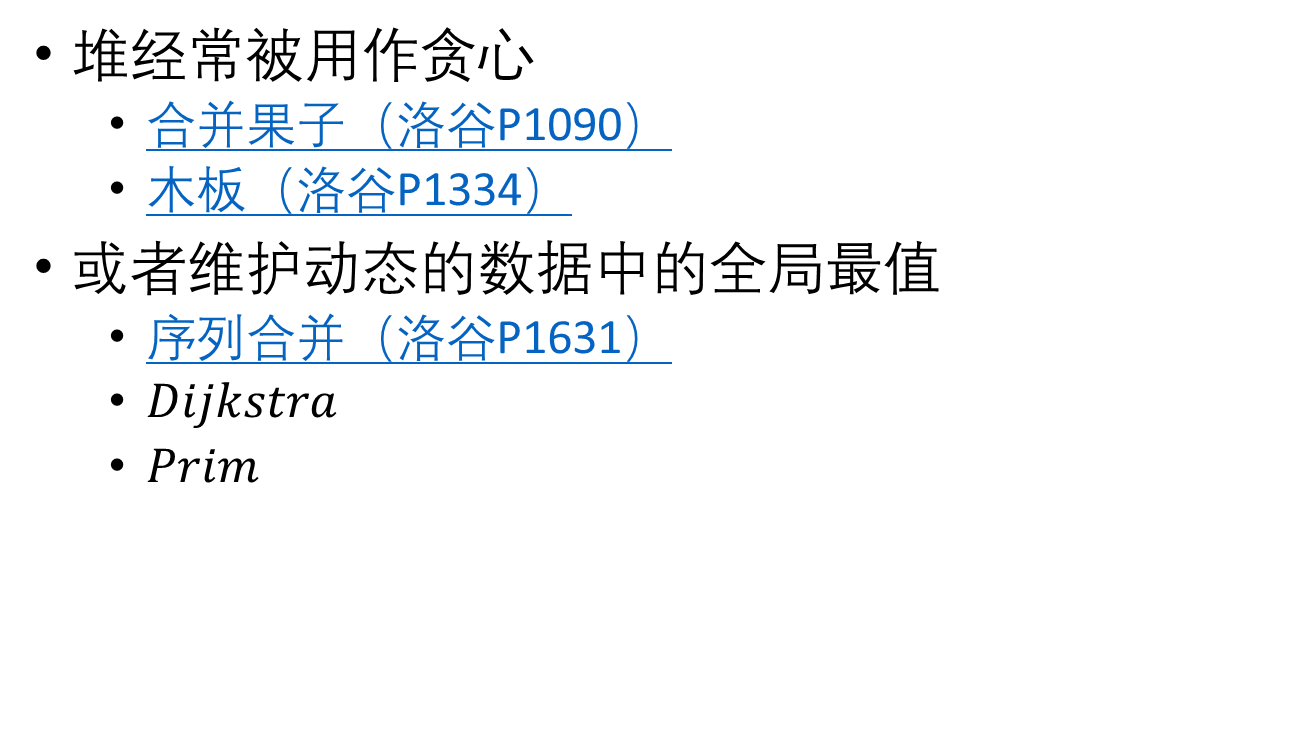 • 堆经常被用作贪心
• 合并果子（洛谷P1090）
• 木板（洛谷P1334）
• 或者维护动态的数据中的全局最值
• 序列合并（洛谷P1631）
• Dijkstra
• Prim